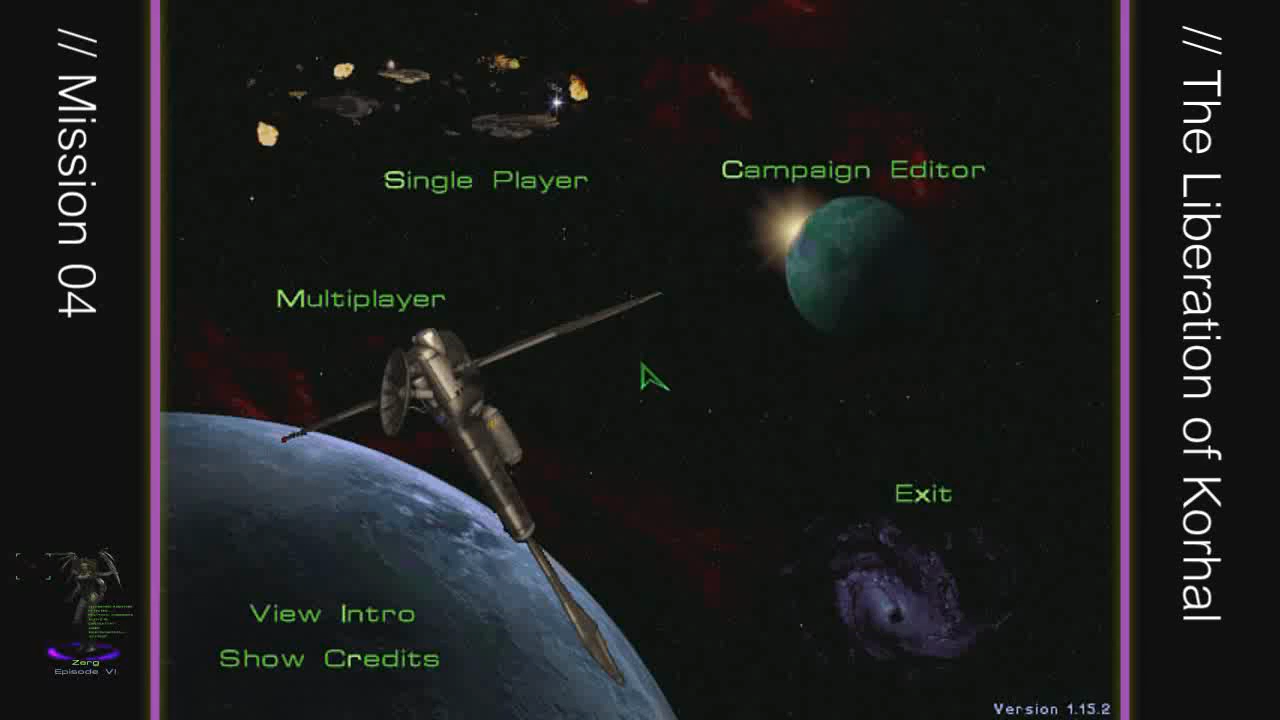 // Mission 04
Single Player
Campaign Editor
Multiplayer
Exit
View Intro
Show Credits
Version 1.15.2
Zerg
Episode VI
// The Liberation of Korhal